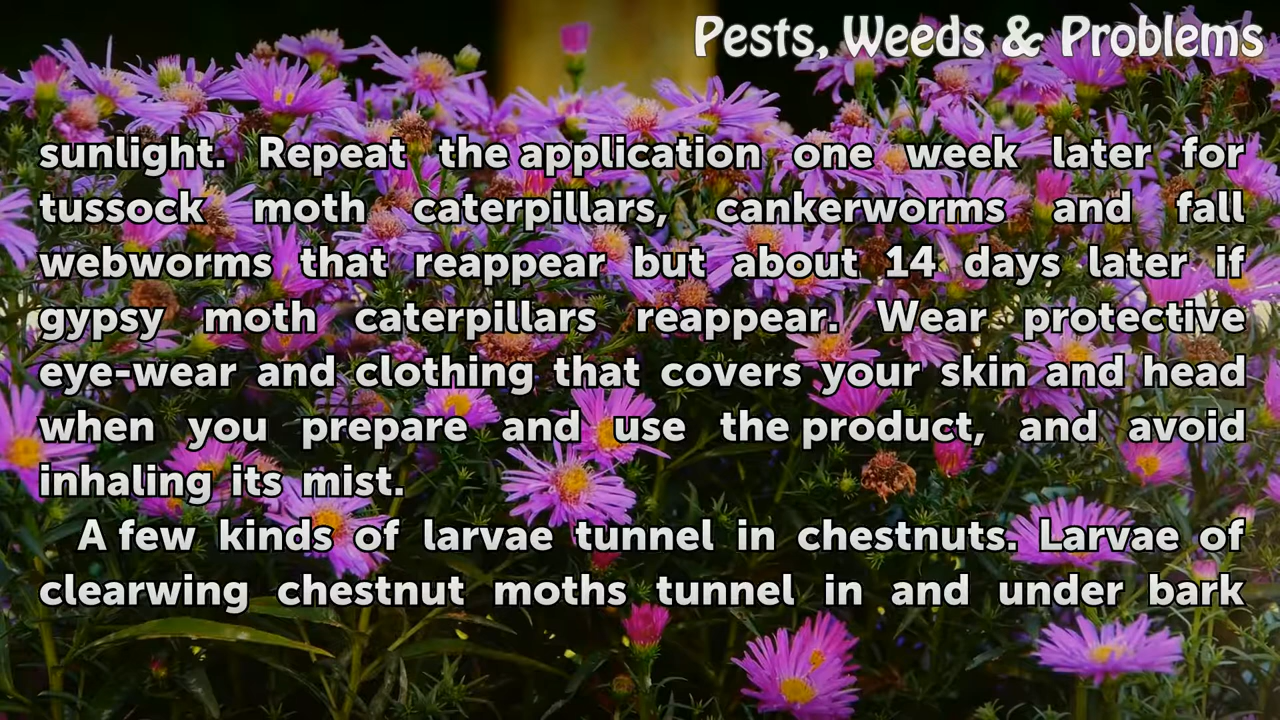 Pests, Weeds & Problems
sunlight. Repeat the application one week later for
tussock moth caterpillars, cankerworms and fall
webworms that reappear but about 14 days later if
gypsy moth caterpillars reappear. Wear protective
eye-wear and clothing that covers your skin and head
when you prepare and use the product, and avoid
inhaling its mist.
A few kinds of larvae tunnel in chestnuts. Larvae of
clearwing chestnut moths tunnel in and under bark